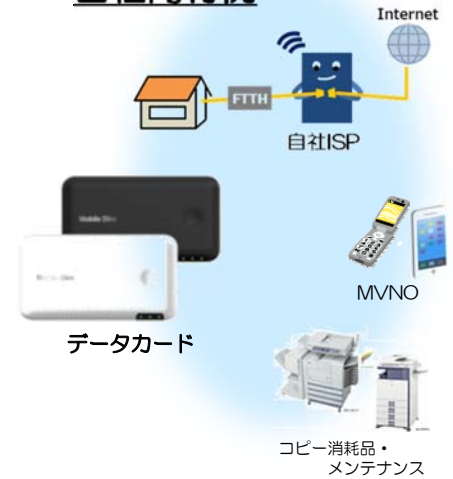 Internet
FTTH
自社ISP
MVNO
データカード
コピー消耗品・
メンテナンス